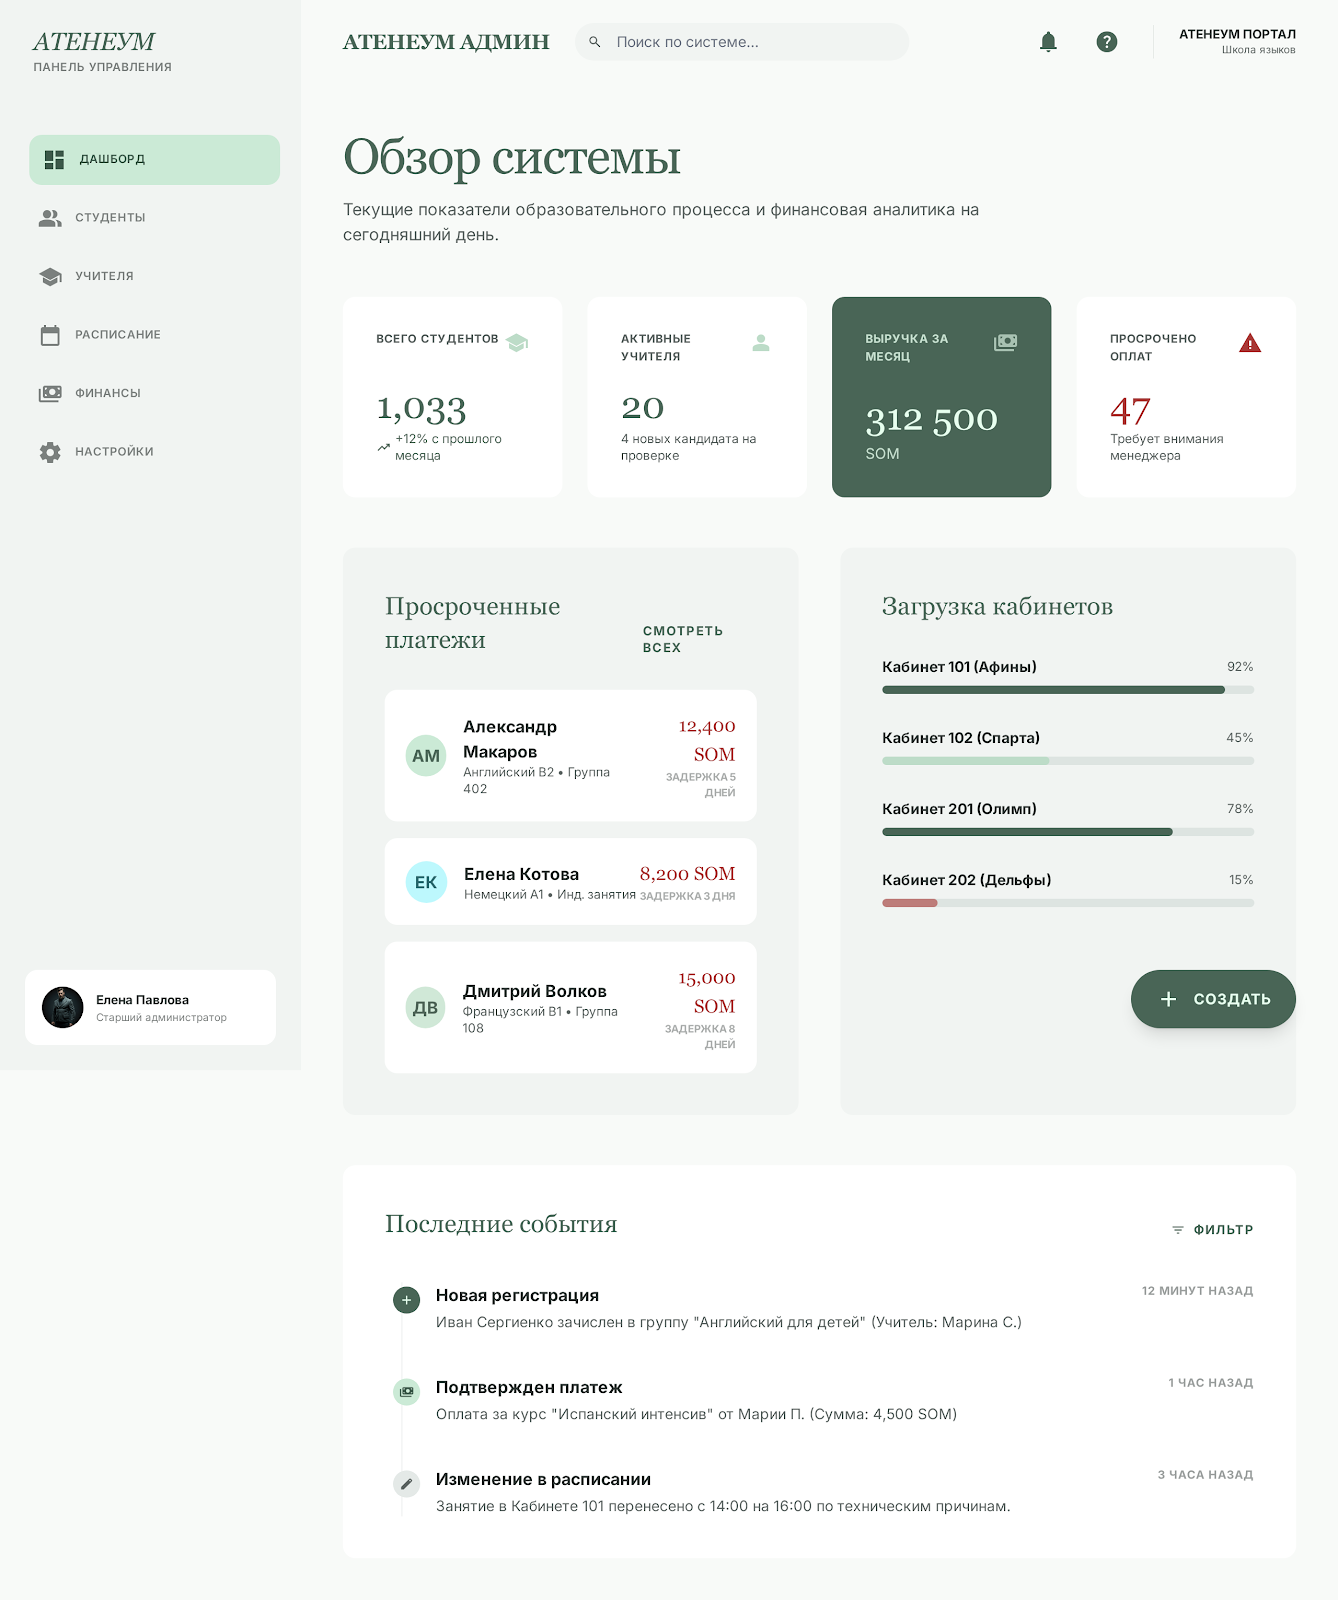 АТЕНЕУМ
ПАНЕЛЬ УПРАВЛЕНИЯ
ДАШБОРД
СТУДЕНТЫ
УЧИТЕЛЯ
РАСПИСАНИЕ
ФИНАНСЫ
НАСТРОЙКИ
Елена Павлова
Старший администратор
АТЕНЕУМ АДМИН
Поиск по системе...
АТЕНЕУМ ПОРТАЛ
Школа языков
Обзор системы
Текущие показатели образовательного процесса и финансовая аналитика на
сегодняшний день.
ВСЕГО СТУДЕНТОВ
1,033
+12% с прошлого
месяца
АКТИВНЫЕ
УЧИТЕЛЯ
20
4 новых кандидата на
проверке
ВЫРУЧКА ЗА
МЕСЯЦ
312 500
SOM
ПРОСРОЧЕНО
ОПЛАТ
47
Требует внимания
менеджера
Просроченные
платежи
СМОТРЕТЬ
ВСЕХ
АМ
Александр
Макаров
Английский B2 • Группа
402
12,400
SOM
ЗАДЕРЖКА 5
ДНЕЙ
ЕК
Елена Котова
Немецкий A1 • Инд. занятия
8,200 SOM
ЗАДЕРЖКА 3 ДНЯ
ДВ
Дмитрий Волков
Французский B1 • Группа
108
15,000
SOM
ЗАДЕРЖКА 8
ДНЕЙ
Загрузка кабинетов
Кабинет 101 (Афины)
92%
Кабинет 102 (Спарта)
45%
Кабинет 201 (Олимп)
78%
Кабинет 202 (Дельфы)
15%
СОЗДАТЬ
Последние события
ФИЛЬТР
Новая регистрация
12 МИНУТ НАЗАД
Иван Сергиенко зачислен в группу "Английский для детей" (Учитель: Марина С.)
Подтвержден платеж
1 ЧАС НАЗАД
Оплата за курс "Испанский интенсив" от Марии П. (Сумма: 4,500 SOM)
Изменение в расписании
3 ЧАСА НАЗАД
Занятие в Кабинете 101 перенесено с 14:00 на 16:00 по техническим причинам.